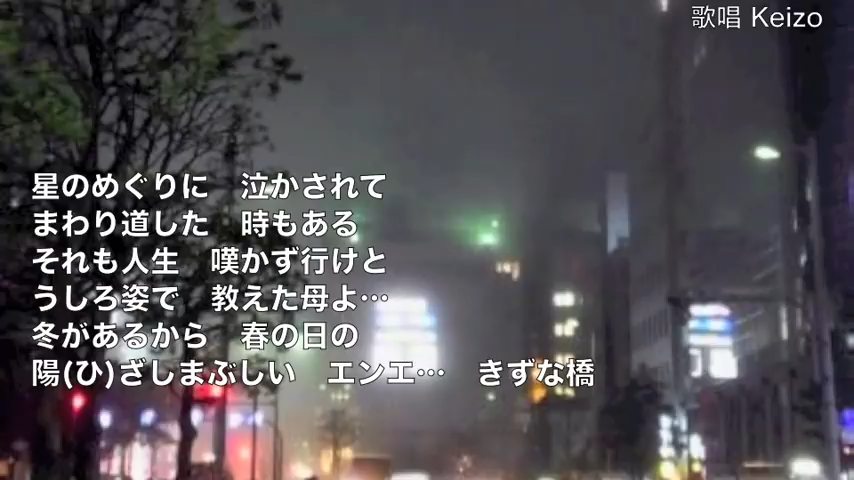 歌唱 Keizo
星のめぐりに　泣かされて
まわり道した　時もある
それも人生　嘆かず行けと
うしろ姿で　教えた母よ…
冬があるから　春の日の
陽(ひ)ざしまぶしい　エンエ…　きずな橋